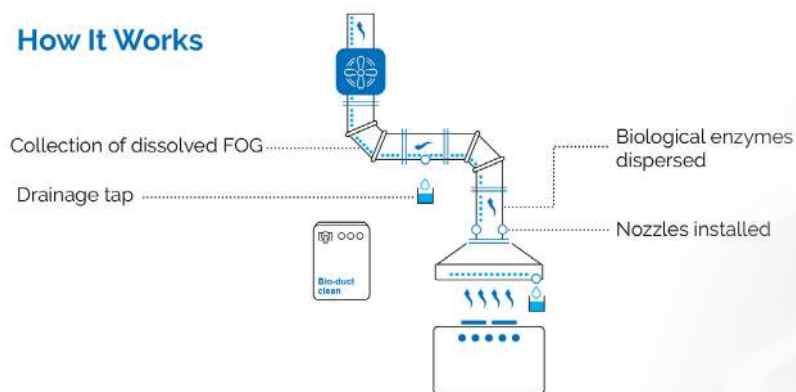 How It Works
Collection of dissolved FOG
Biological enzymes
dispersed
Drainage tap
Nozzles installed
Bio-duct
clean